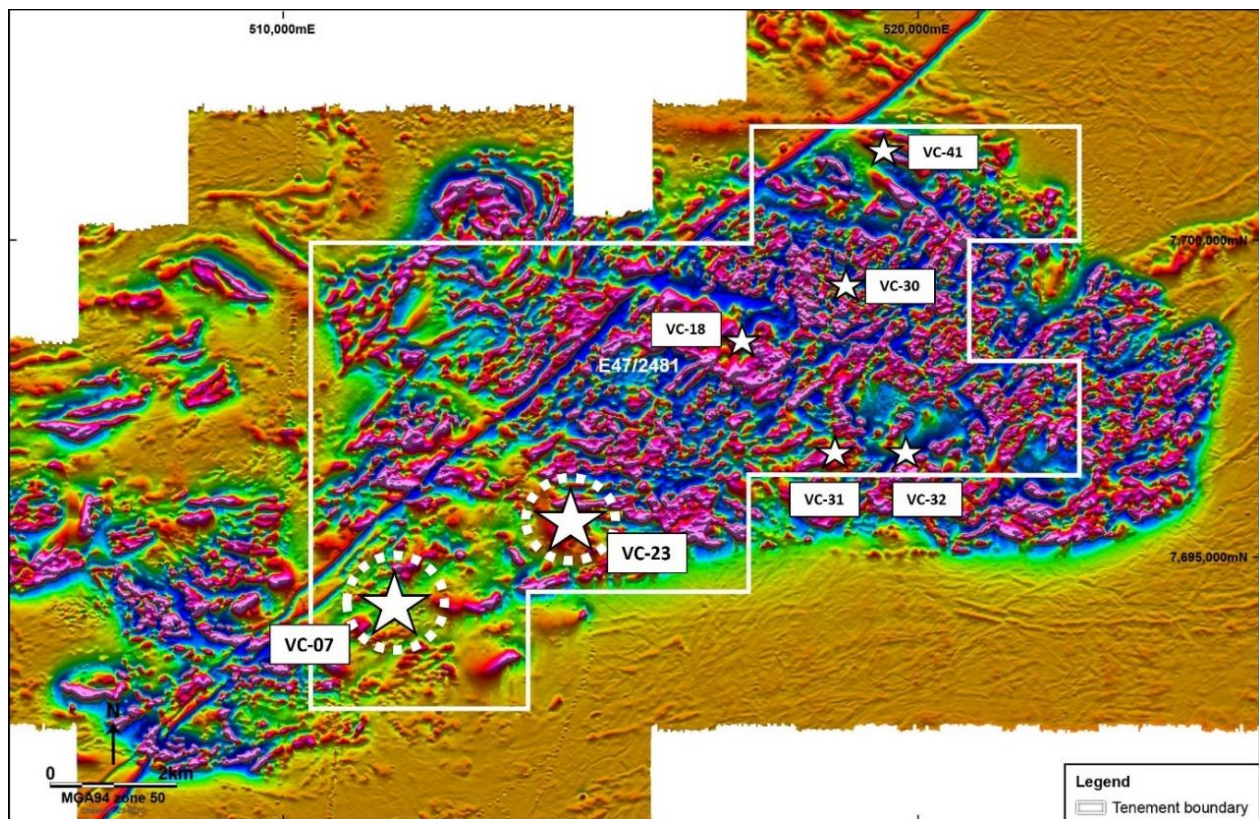 510,000mE
520,000mE
VC-41
7,700,000mN
VC-30
VC-18
E47/2481
VC-31
VC-32
VC-23
7,695,000mN
VC-07
N
0 2km
MGA94 zone 50
Legend
Tenement boundary